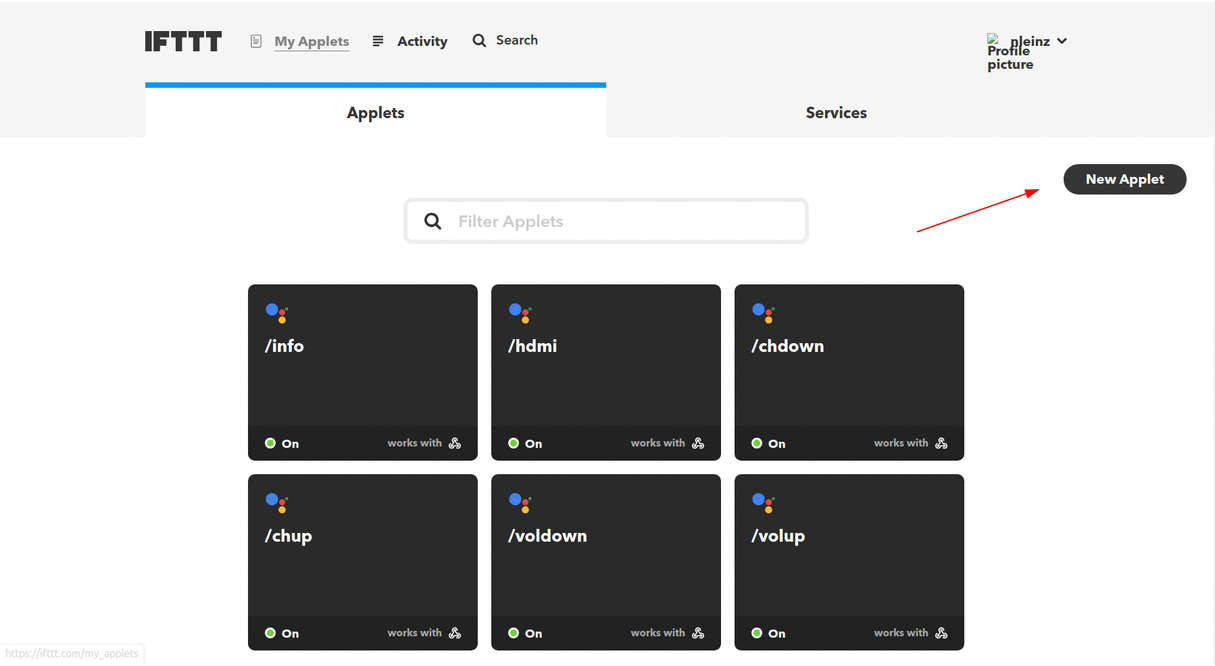 IFTTT
My Applets
Activity
Search
Profile picture
nleinz
Applets
Services
New Applet
Filter Applets
/info
/hdmi
/chdown
On works with
On works with
On works with
/chup
/voldown
/volup
On works with
On works with
On works with
https://ifttt.com/my_applets